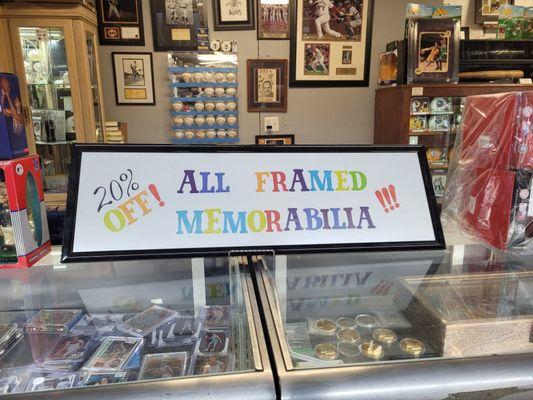 20%
OFF!
ALL FRAMED
MEMORABILIA !!!